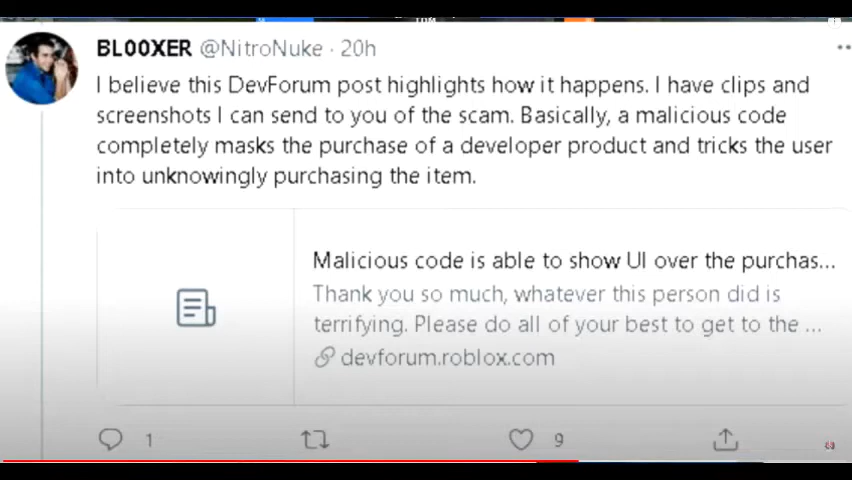 BL00XER @NitroNuke · 20h
I believe this DevForum post highlights how it happens. I have clips and
screenshots I can send to you of the scam. Basically, a malicious code
completely masks the purchase of a developer product and tricks the user
into unknowingly purchasing the item.
Malicious code is able to show UI over the purchas...
Thank you so much, whatever this person did is
terrifying. Please do all of your best to get to the ...
devforum.roblox.com
1
9